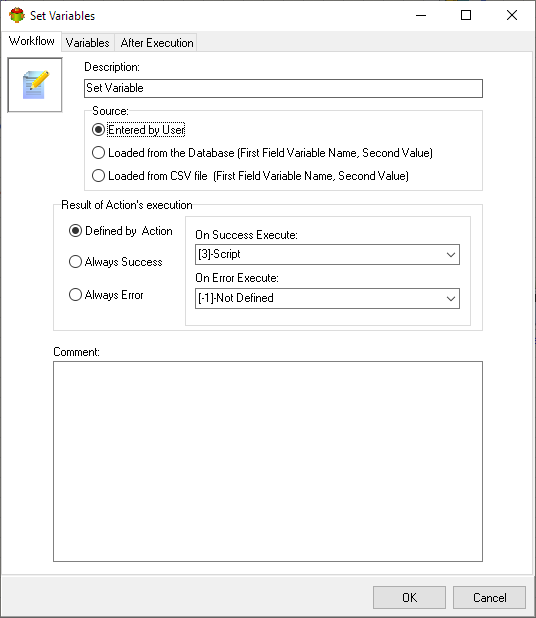 Set Variables
Workflow Variables After Execution
Description:
Set Variable
Source:
Entered by User
Loaded from the Database (First Field Variable Name, Second Value)
Loaded from CSV file (First Field Variable Name, Second Value)
Result of Action's execution
Defined by Action
Always Success
Always Error
On Success Execute:
[3]-Script
On Error Execute:
[-1]-Not Defined
Comment:
OK Cancel